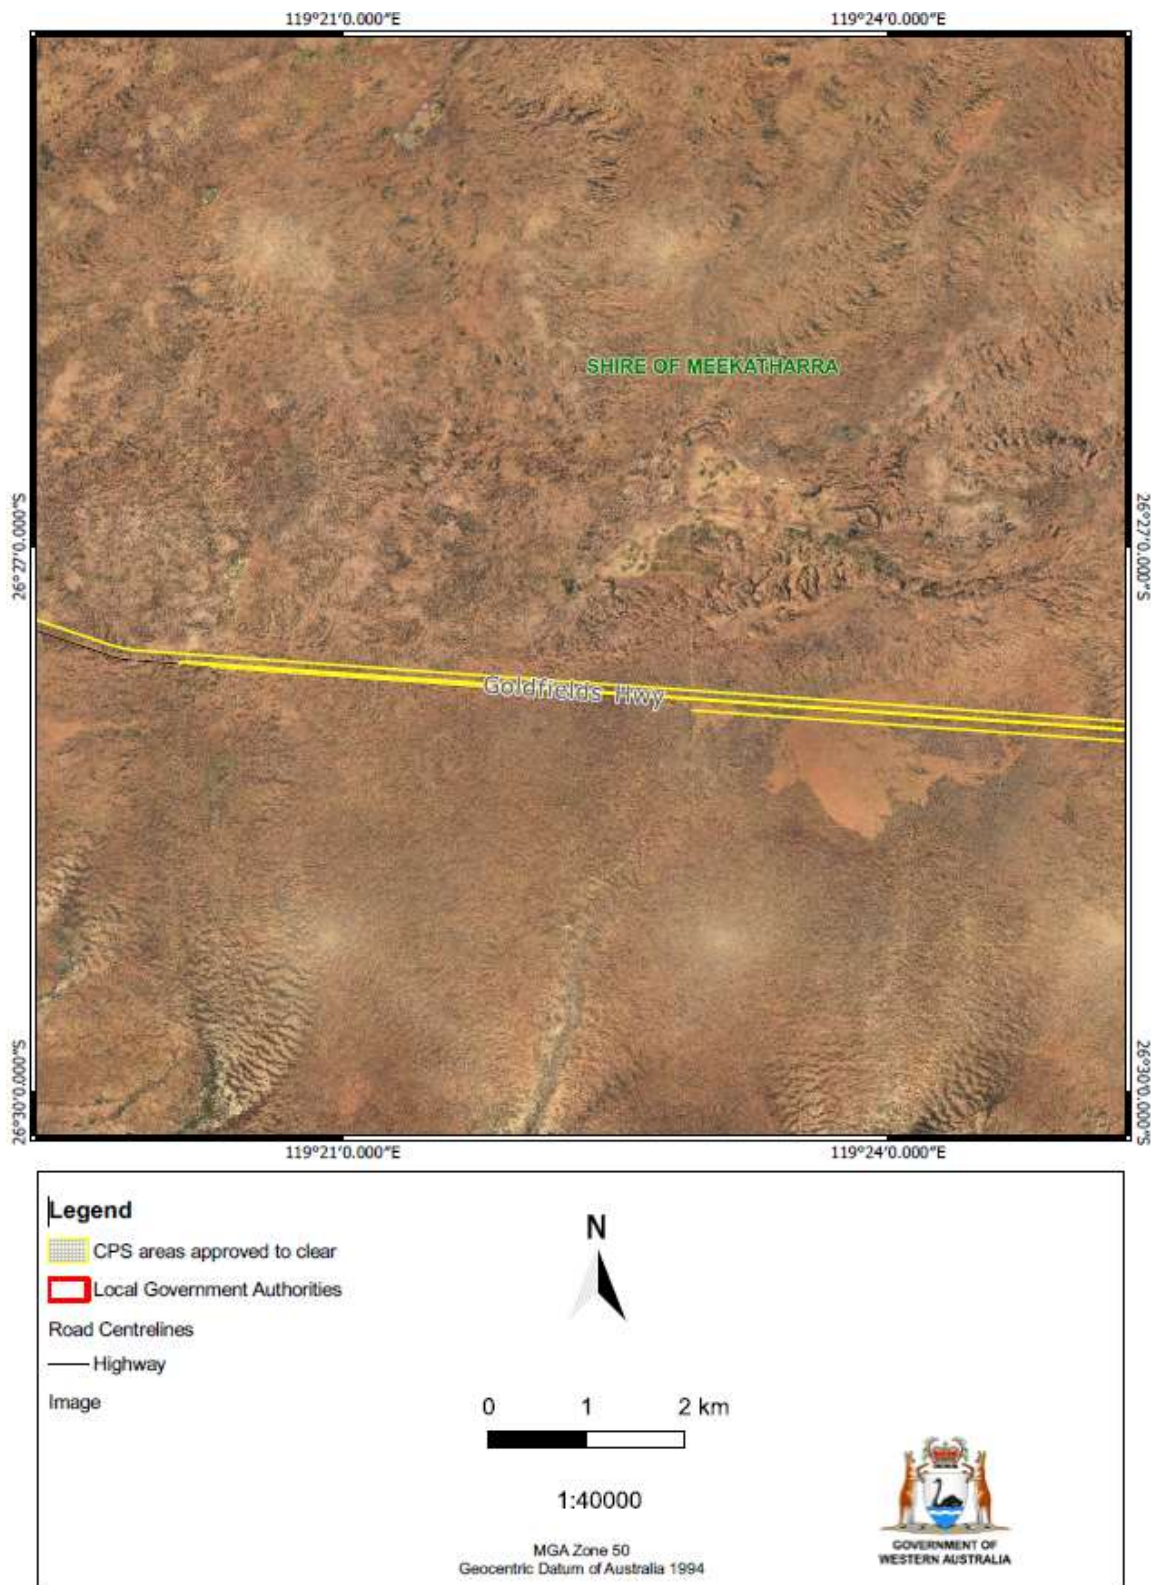 119°21'0.000"E 119°24'0.000"E
SHIRE OF MEEKATHARRA
26°27'0.000"S 26°27'0.000"S
Goldfields Hwy
26°30'0.000"S 26°30'0.000"S
119°21'0.000"E 119°24'0.000"E
Legend
CPS areas approved to clear
Local Government Authorities
Road Centrelines
Highway
Image
N
0 1 2 km
1:40000
MGA Zone 50
Geocentric Datum of Australia 1994
GOVERNMENT OF
WESTERN AUSTRALIA